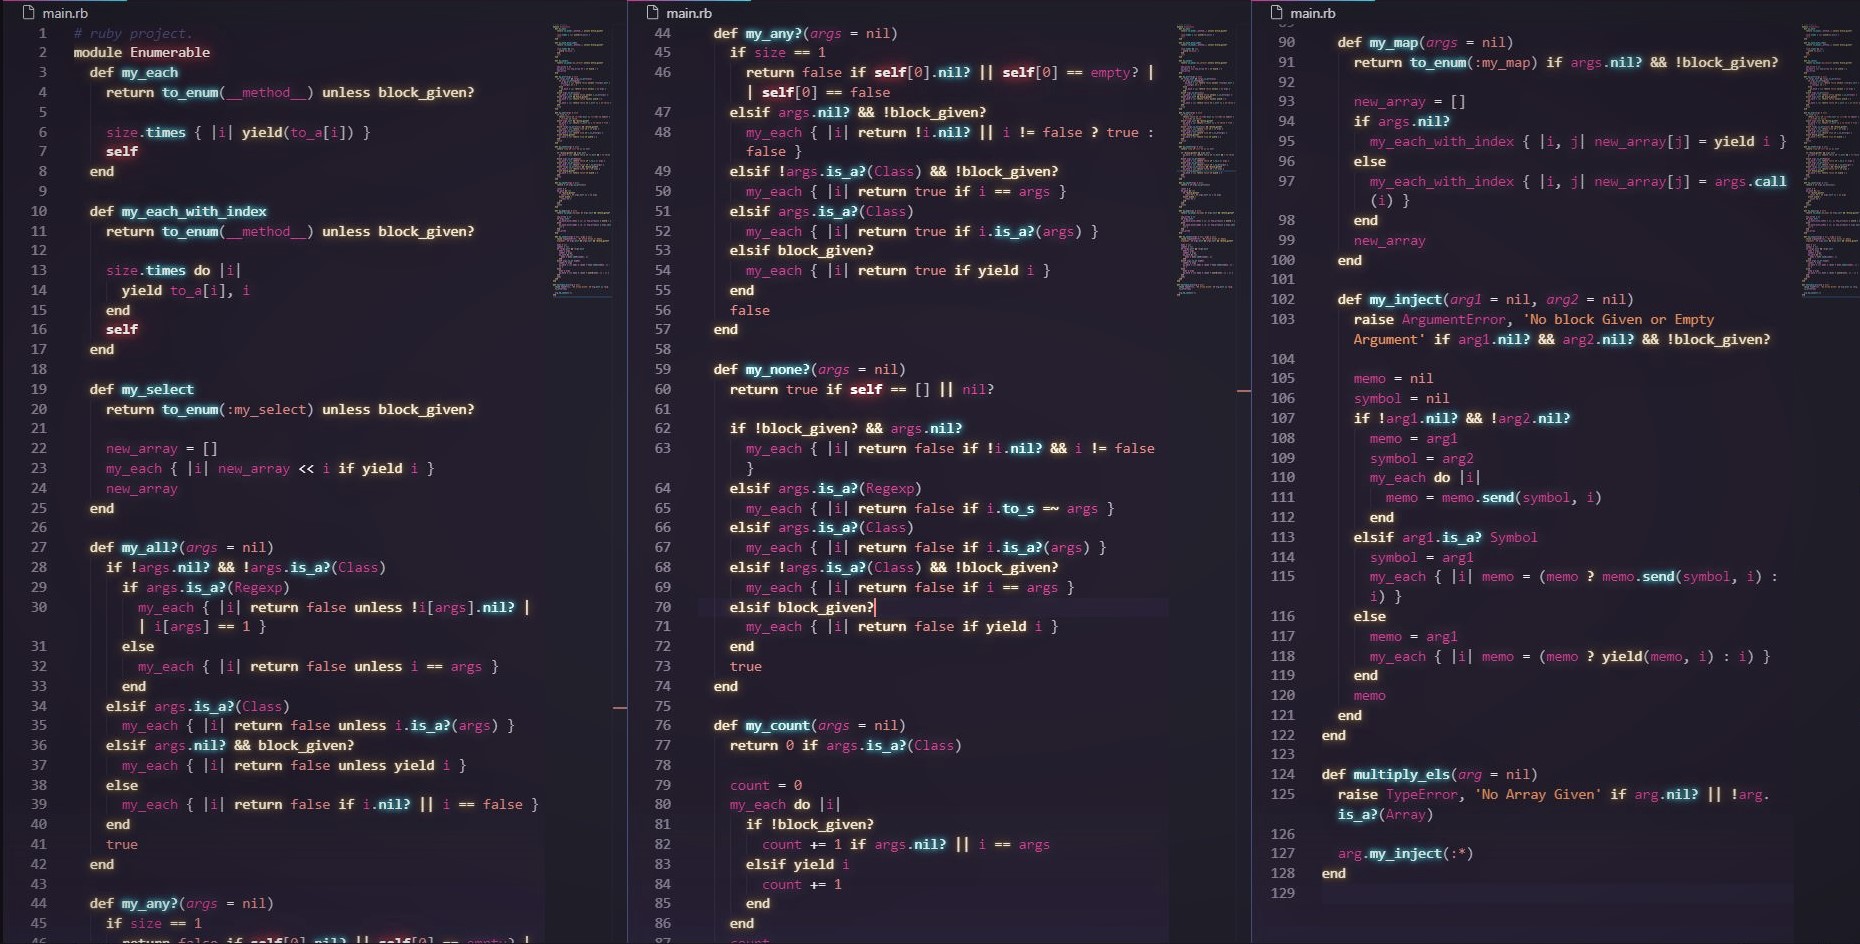 main.rb
1 # ruby project.
2 module Enumerable
3 def my_each
4 return to_enum(__method__) unless block_given?
5
6 size.times { |i| yield(to_a[i]) }
7 self
8 end
9
10 def my_each_with_index
11 return to_enum(__method__) unless block_given?
12
13 size.times do |i|
14 yield to_a[i], i
15 end
16 self
17 end
18
19 def my_select
20 return to_enum(:my_select) unless block_given?
21
22 new_array = []
23 my_each { |i| new_array << i if yield i }
24 new_array
25 end
26
27 def my_all?(args = nil)
28 if !args.nil? && !args.is_a?(Class)
29 if args.is_a?(Regexp)
30 my_each { |i| return false unless !i[args].nil? |
| i[args] == 1 }
31 else
32 my_each { |i| return false unless i == args }
33 end
34 elsif args.is_a?(Class)
35 my_each { |i| return false unless i.is_a?(args) }
36 elsif args.nil? && block_given?
37 my_each { |i| return false unless yield i }
38 else
39 my_each { |i| return false if i.nil? || i == false }
40 end
41 true
42 end
43
44 def my_any?(args = nil)
45 if size == 1
46 return false if self[0].nil? || self[0] == empty? |
main.rb
44 def my_any?(args = nil)
45 if size == 1
46 return false if self[0].nil? || self[0] == empty? |
| self[0] == false
47 elsif args.nil? && !block_given?
48 my_each { |i| return !i.nil? || i != false ? true :
false }
49 elsif !args.is_a?(Class) && !block_given?
50 my_each { |i| return true if i == args }
51 elsif args.is_a?(Class)
52 my_each { |i| return true if i.is_a?(args) }
53 elsif block_given?
54 my_each { |i| return true if yield i }
55 end
56 false
57 end
58
59 def my_none?(args = nil)
60 return true if self == [] || nil?
61
62 if !block_given? && args.nil?
63 my_each { |i| return false if !i.nil? && i != false
}
64 elsif args.is_a?(Regexp)
65 my_each { |i| return false if i.to_s =~ args }
66 elsif args.is_a?(Class)
67 my_each { |i| return false if i.is_a?(args) }
68 elsif !args.is_a?(Class) && !block_given?
69 my_each { |i| return false if i == args }
70 elsif block_given?
71 my_each { |i| return false if yield i }
72 end
73 true
74 end
75
76 def my_count(args = nil)
77 return 0 if args.is_a?(Class)
78
79 count = 0
80 my_each do |i|
81 if !block_given?
82 count += 1 if args.nil? || i == args
83 elsif yield i
84 count += 1
85 end
86 end
87 count
main.rb
89
90 def my_map(args = nil)
91 return to_enum(:my_map) if args.nil? && !block_given?
92
93 new_array = []
94 if args.nil?
95 my_each_with_index { |i, j| new_array[j] = yield i }
96 else
97 my_each_with_index { |i, j| new_array[j] = args.call
(i) }
98 end
99 new_array
100 end
101
102 def my_inject(arg1 = nil, arg2 = nil)
103 raise ArgumentError, 'No block Given or Empty
Argument' if arg1.nil? && arg2.nil? && !block_given?
104
105 memo = nil
106 symbol = nil
107 if !arg1.nil? && !arg2.nil?
108 memo = arg1
109 symbol = arg2
110 my_each do |i|
111 memo = memo.send(symbol, i)
112 end
113 elsif arg1.is_a? Symbol
114 symbol = arg1
115 my_each { |i| memo = (memo ? memo.send(symbol, i) :
i) }
116 else
117 memo = arg1
118 my_each { |i| memo = (memo ? yield(memo, i) : i) }
119 end
120 memo
121 end
122 end
123
124 def multiply_els(arg = nil)
125 raise TypeError, 'No Array Given' if arg.nil? || !arg.
is_a?(Array)
126
127 arg.my_inject(:*)
128 end
129